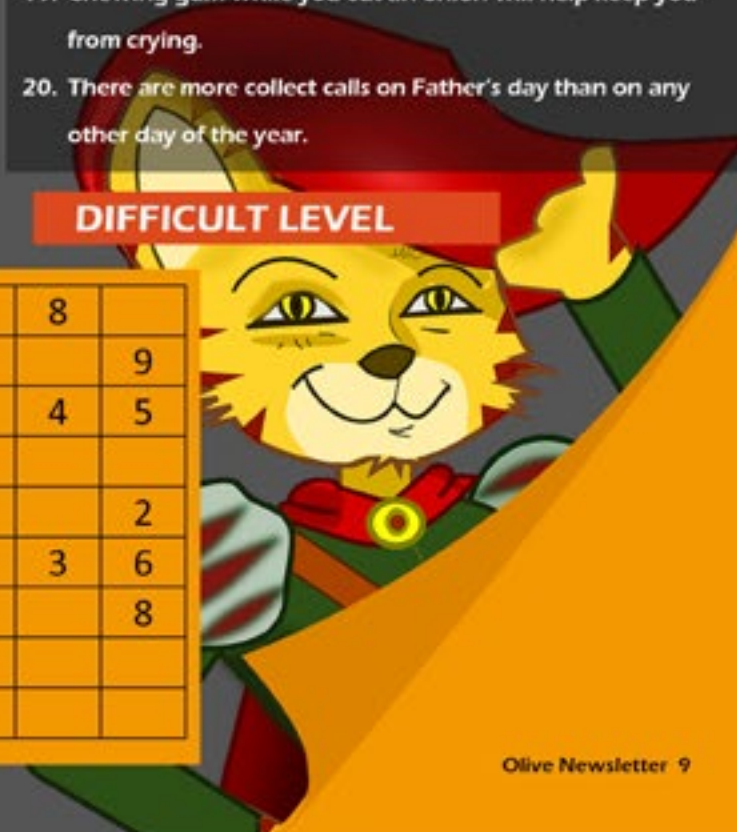 from crying.
20. There are more collect calls on Father's day than on any
other day of the year.
DIFFICULT LEVEL
8
9
4 5
2
3 6
8
Olive Newsletter 9